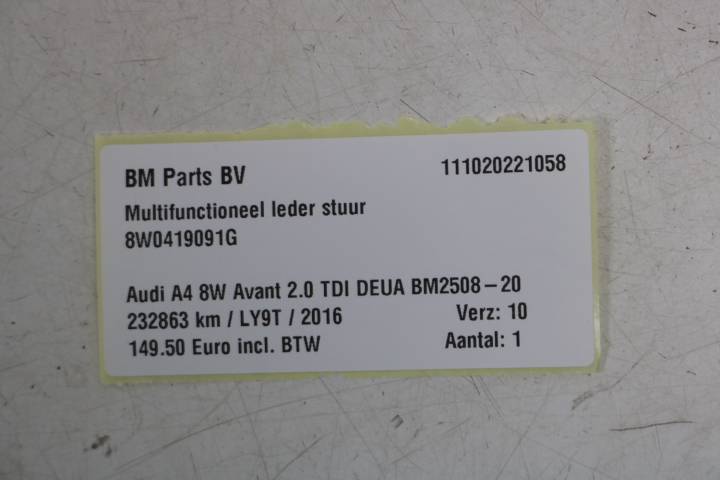 BM Parts BV 111020221058
Multifunctioneel leder stuur
8W0419091G
Audi A4 8W Avant 2.0 TDI DEUA BM2508-20
232863 km / LY9T / 2016 Verz: 10
149.50 Euro incl. BTW Aantal: 1